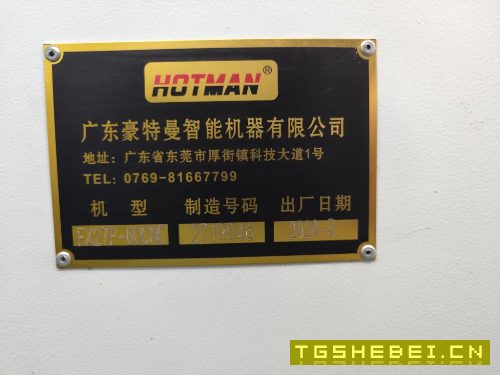 HOTMAN®
广东豪特曼智能机器有限公司
地址：广东省东莞市厚街镇科技大道1号
TEL: 0769-81667799
机 型 制造号码 出厂日期
TGSHEBEI.CN